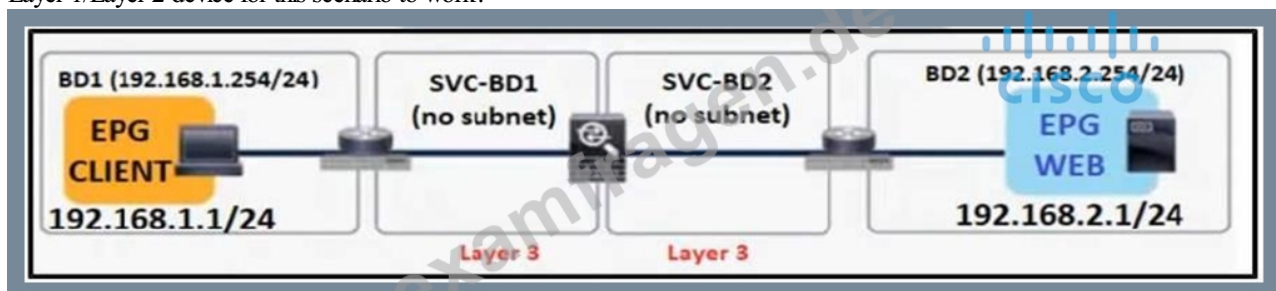 Layer 1/Layer 2 device for this scenario to work?
BD1 (192.168.1.254/24)
SVC-BD1
(no subnet)
SVC-BD2
(no subnet)
BD2 (192.168.2.254/24)
CISCO
EPG
CLIENT
EPG
WEB
192.168.1.1/24
192.168.2.1/24
Layer 3
Layer 3
examfragen.de